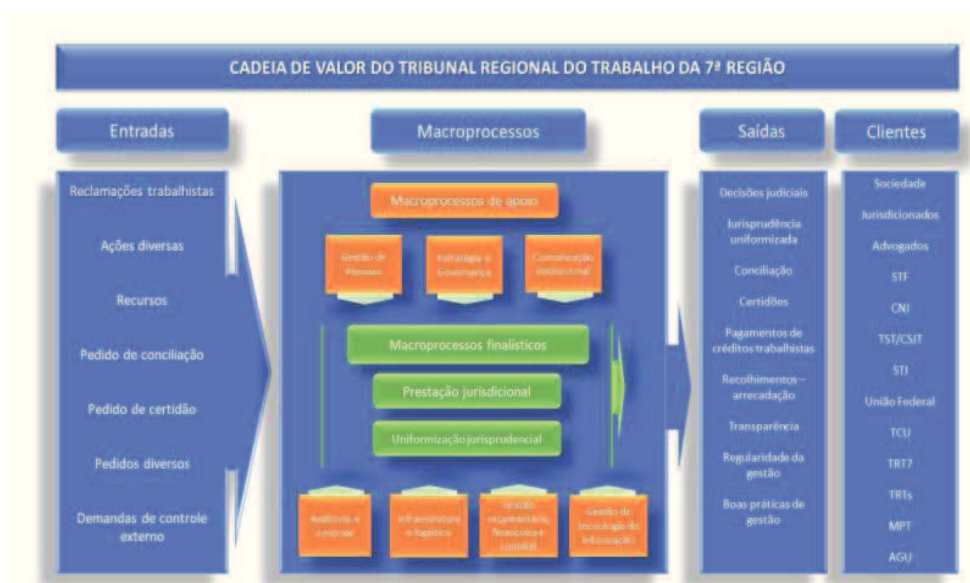 CADEIA DE VALOR DO TRIBUNAL REGIONAL DO TRABALHO DA 7ª REGIÃO
Entradas
Reclamações trabalhistas
Ações diversas
Recursos
Pedido de conciliação
Pedido de certidão
Pedidos diversos
Demandas de controle
externo
Macroprocessos
Macroprocessos de apoio
Gestão de
Pessoas
Estratégia e
Governança
Comunicação
Institucional
Macroprocessos finalísticos
Prestação jurisdicional
Uniformização jurisprudencial
Auditoria e
controle
Infraestrutura
e logística
Gestão
orçamentária,
financeira e
contábil
Gestão de
tecnologia da
informação
Saídas
Decisões judiciais
Jurisprudência
uniformizada
Conciliação
Certidões
Pagamentos de
créditos trabalhistas
Recolhimentos –
arrecadação
Transparência
Regularidade da
gestão
Boas práticas de
gestão
Clientes
Sociedade
Jurisdicionados
Advogados
STF
CNJ
TST/CSJT
STJ
União Federal
TCU
TRT7
TRTs
MPT
AGU